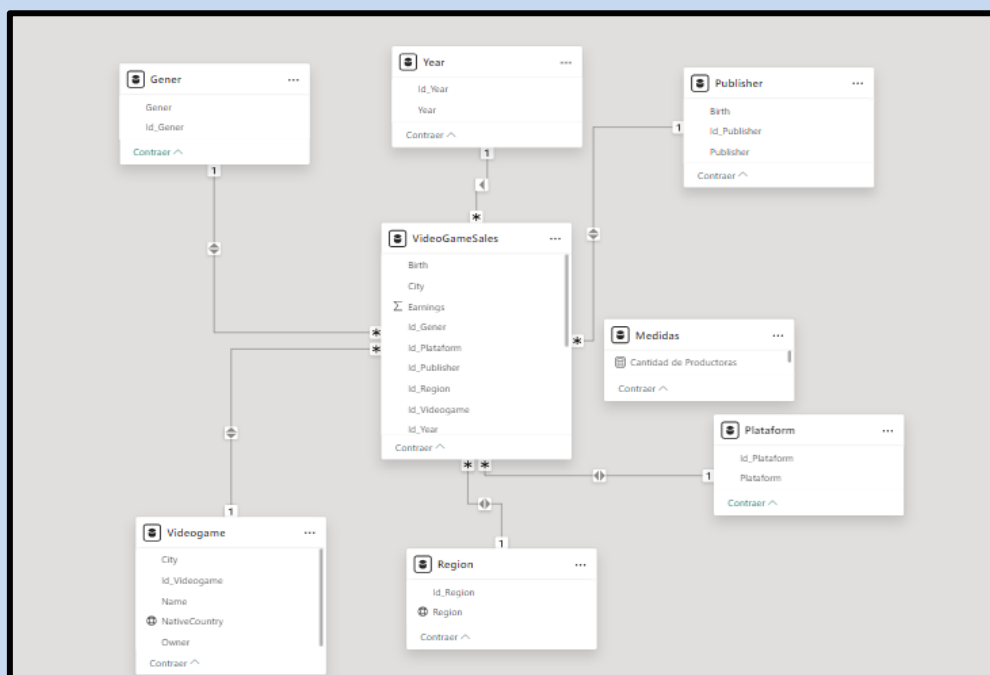 Gener
Gener
Id_Gener
Contraer
Year
Id_Year
Year
Contraer
Publisher
Birth
Id_Publisher
Publisher
Contraer
1
1
1
*
VideoGameSales
Birth
City
Σ Earnings
Id_Gener
Id_Plataform
Id_Publisher
Id_Region
Id_Videogame
Id_Year
Contraer
*
*
*
Medidas
Cantidad de Productoras
Contraer
Plataform
Id_Plataform
Plataform
Contraer
* *
1
1
1
Videogame
City
Id_Videogame
Name
NativeCountry
Owner
Contraer
Region
Id_Region
Region
Contraer